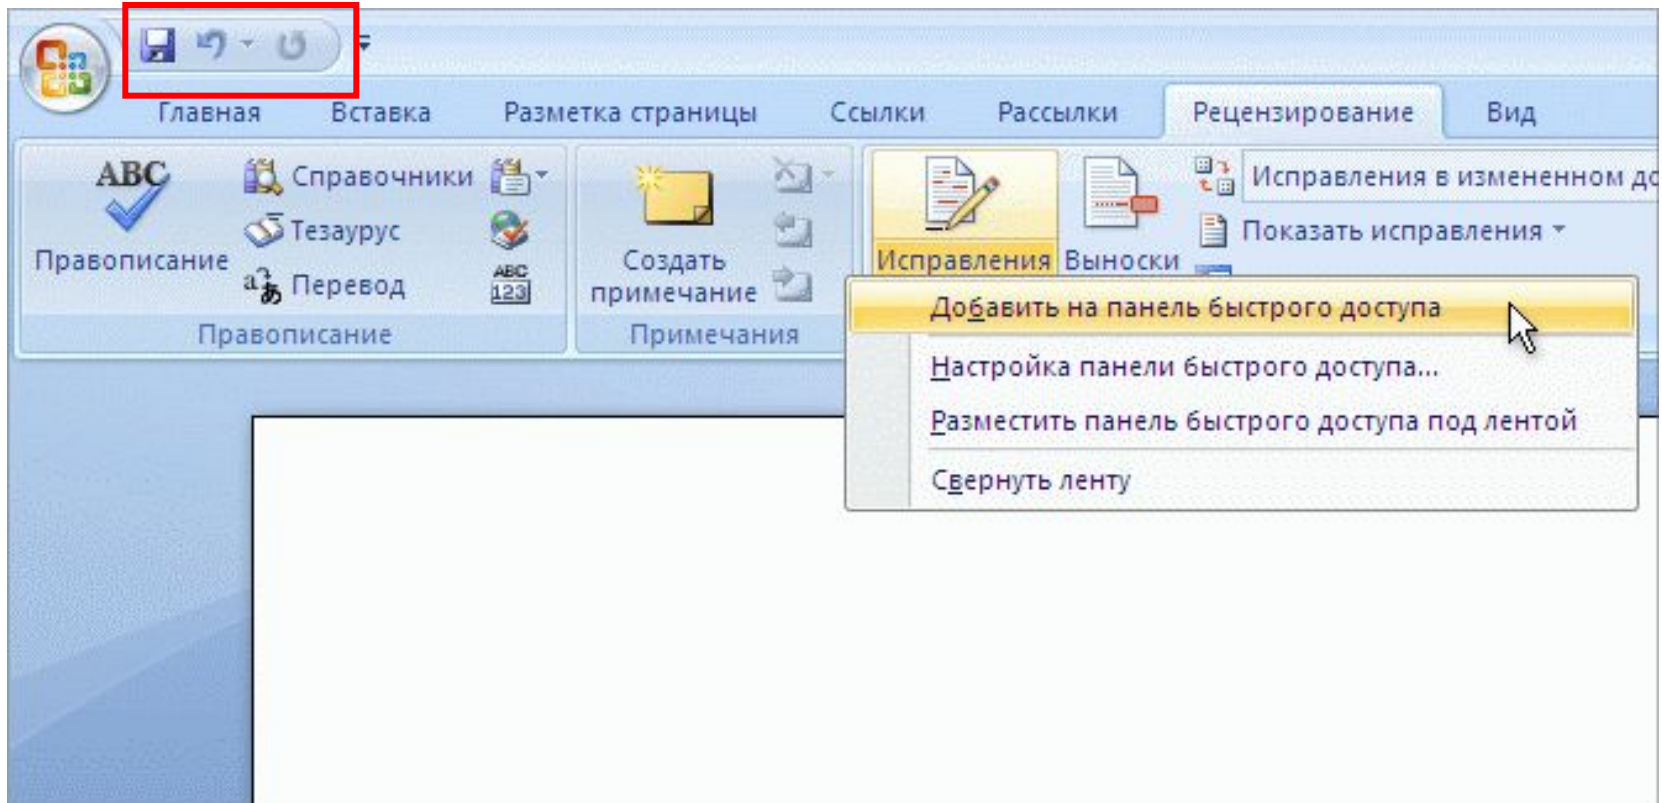 Главная Вставка Разметка страницы Ссылки Рассылки Рецензирование Вид
ABC
Правописание
Справочники
Тезаурус
Перевод
ABC
123
Правописание
Создать
примечание
Примечания
Исправления
Выноски
Исправления в измененном до
Показать исправления
Добавить на панель быстрого доступа
Настройка панели быстрого доступа...
Разместить панель быстрого доступа под лентой
Свернуть ленту